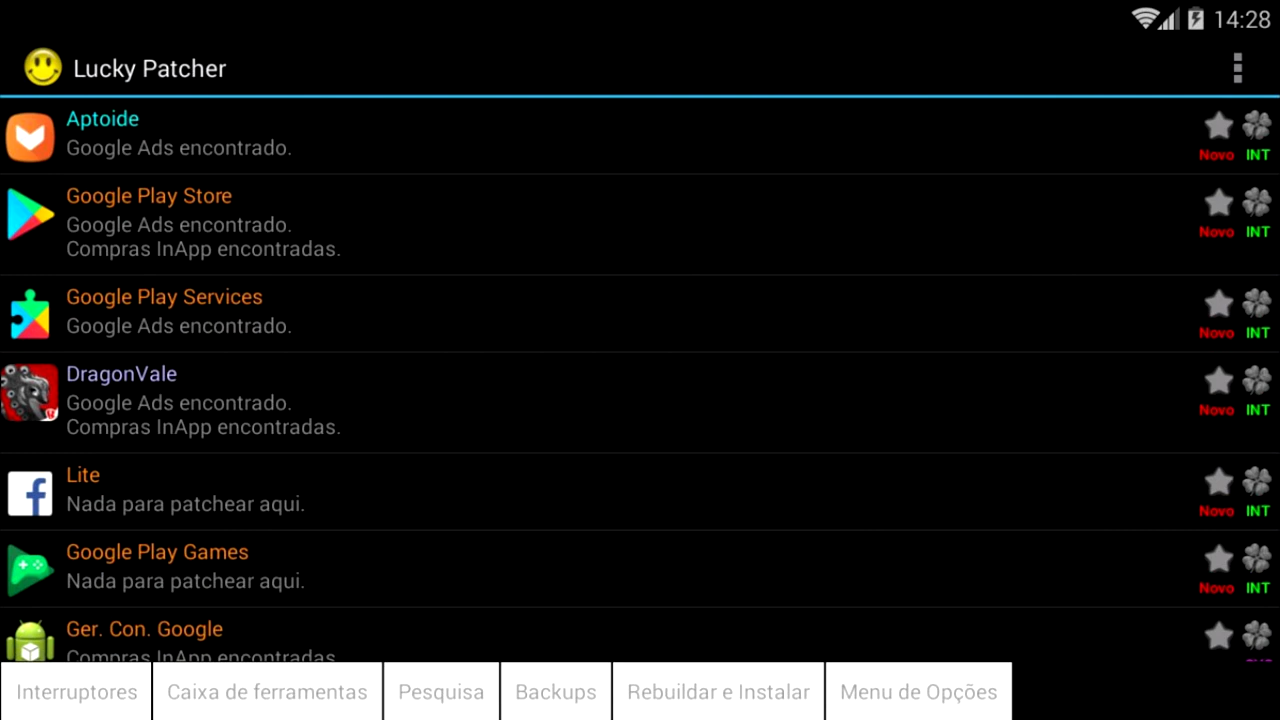 14:28
Lucky Patcher
Aptoide
Google Ads encontrado.
Novo INT
Google Play Store
Google Ads encontrado.
Compras InApp encontradas.
Novo INT
Google Play Services
Google Ads encontrado.
Novo INT
DragonVale
Google Ads encontrado.
Compras InApp encontradas.
Novo INT
Lite
Nada para patchear aqui.
Novo INT
Google Play Games
Nada para patchear aqui.
Novo INT
Ger. Con. Google
Compras InApp encontradas
Interruptores Caixa de ferramentas Pesquisa Backups Rebuildar e Instalar Menu de Opções